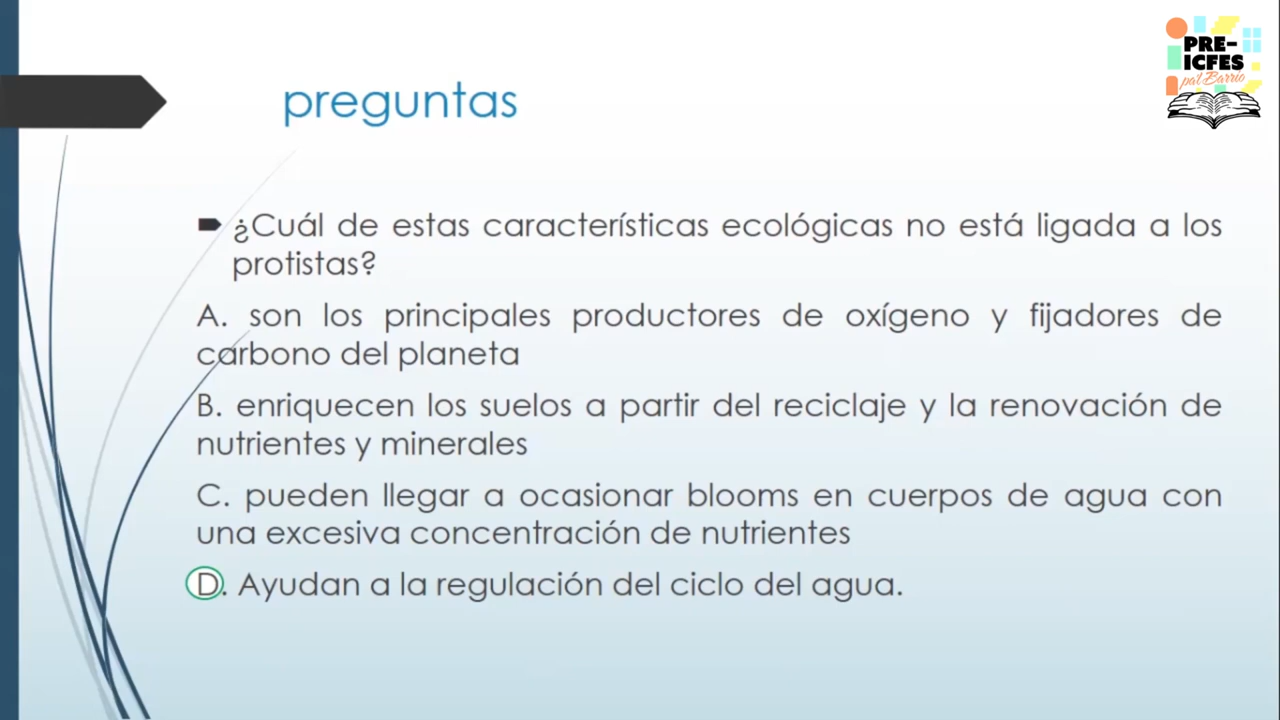 PRE-
ICFES
pa'l Barrio
preguntas
¿Cuál de estas características ecológicas no está ligada a los
protistas?
A. son los principales productores de oxígeno y fijadores de
carbono del planeta
B. enriquecen los suelos a partir del reciclaje y la renovación de
nutrientes y minerales
C. pueden llegar a ocasionar blooms en cuerpos de agua con
una excesiva concentración de nutrientes
D. Ayudan a la regulación del ciclo del agua.